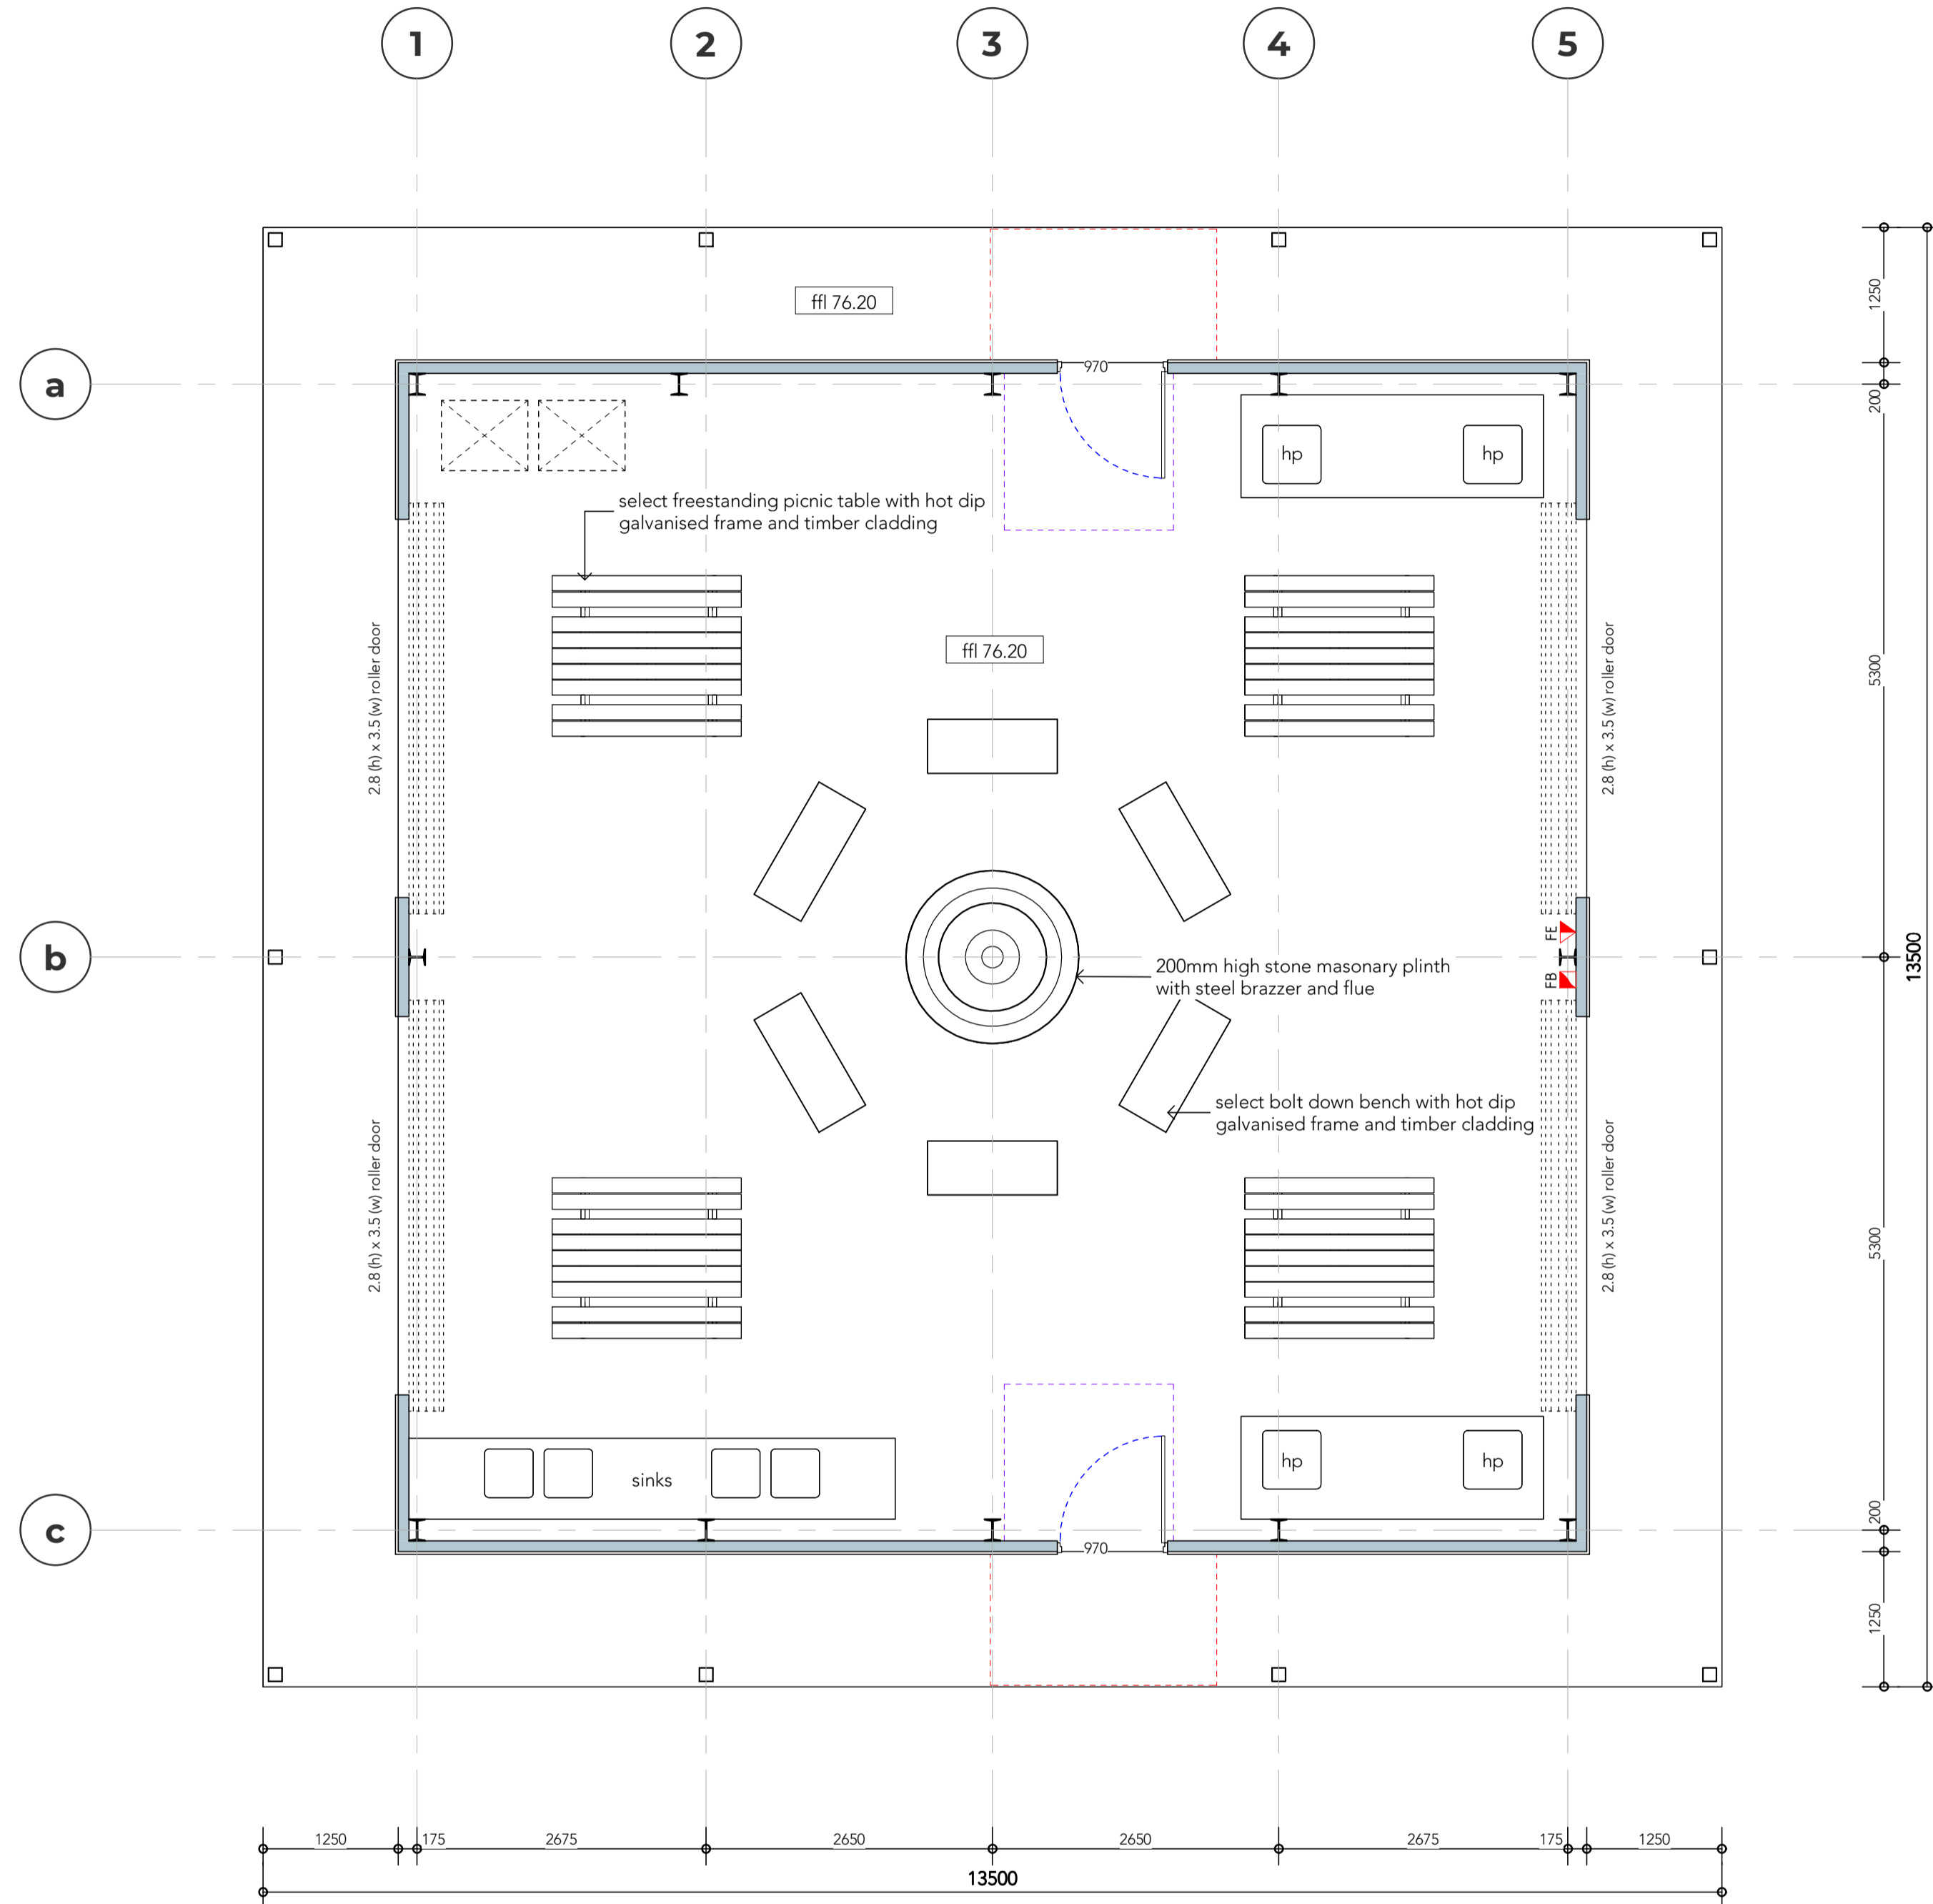 1
2
3
4
5
ffl 76.20
1250
a
970
200
hp
hp
select freestanding picnic table with hot dip
galvanised frame and timber cladding
2.8 (h) x 3.5 (w) roller door
ffl 76.20
2.8 (h) x 3.5 (w) roller door
5300
FE
b
13500
FB
200mm high stone masonary plinth
with steel brazzer and flue
select bolt down bench with hot dip
galvanised frame and timber cladding
2.8 (h) x 3.5 (w) roller door
2.8 (h) x 3.5 (w) roller door
5300
sinks
hp
hp
c
200
970
1250
1250
175
2675
2650
2650
2675
175
1250
13500